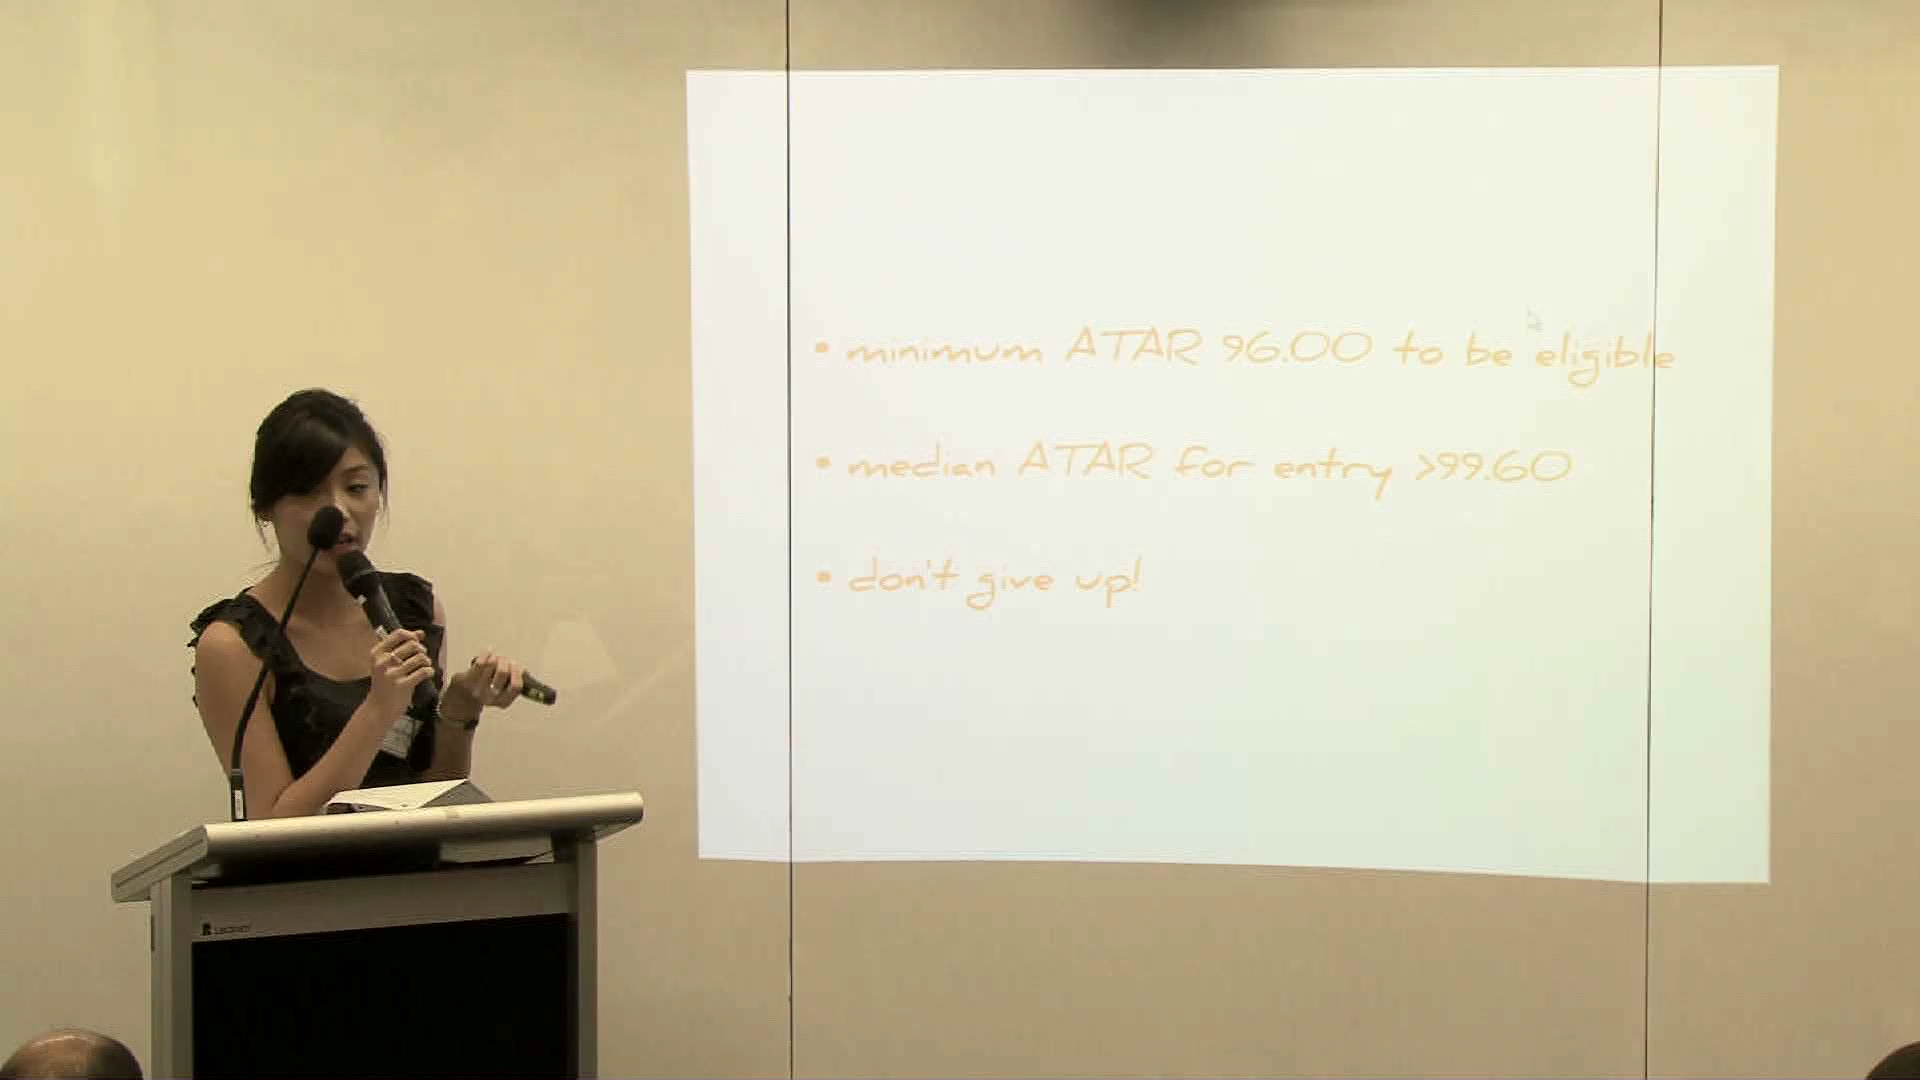 • minimum ATAR 96.00 to be eligible
• median ATAR for entry >99.60
• don't give up!